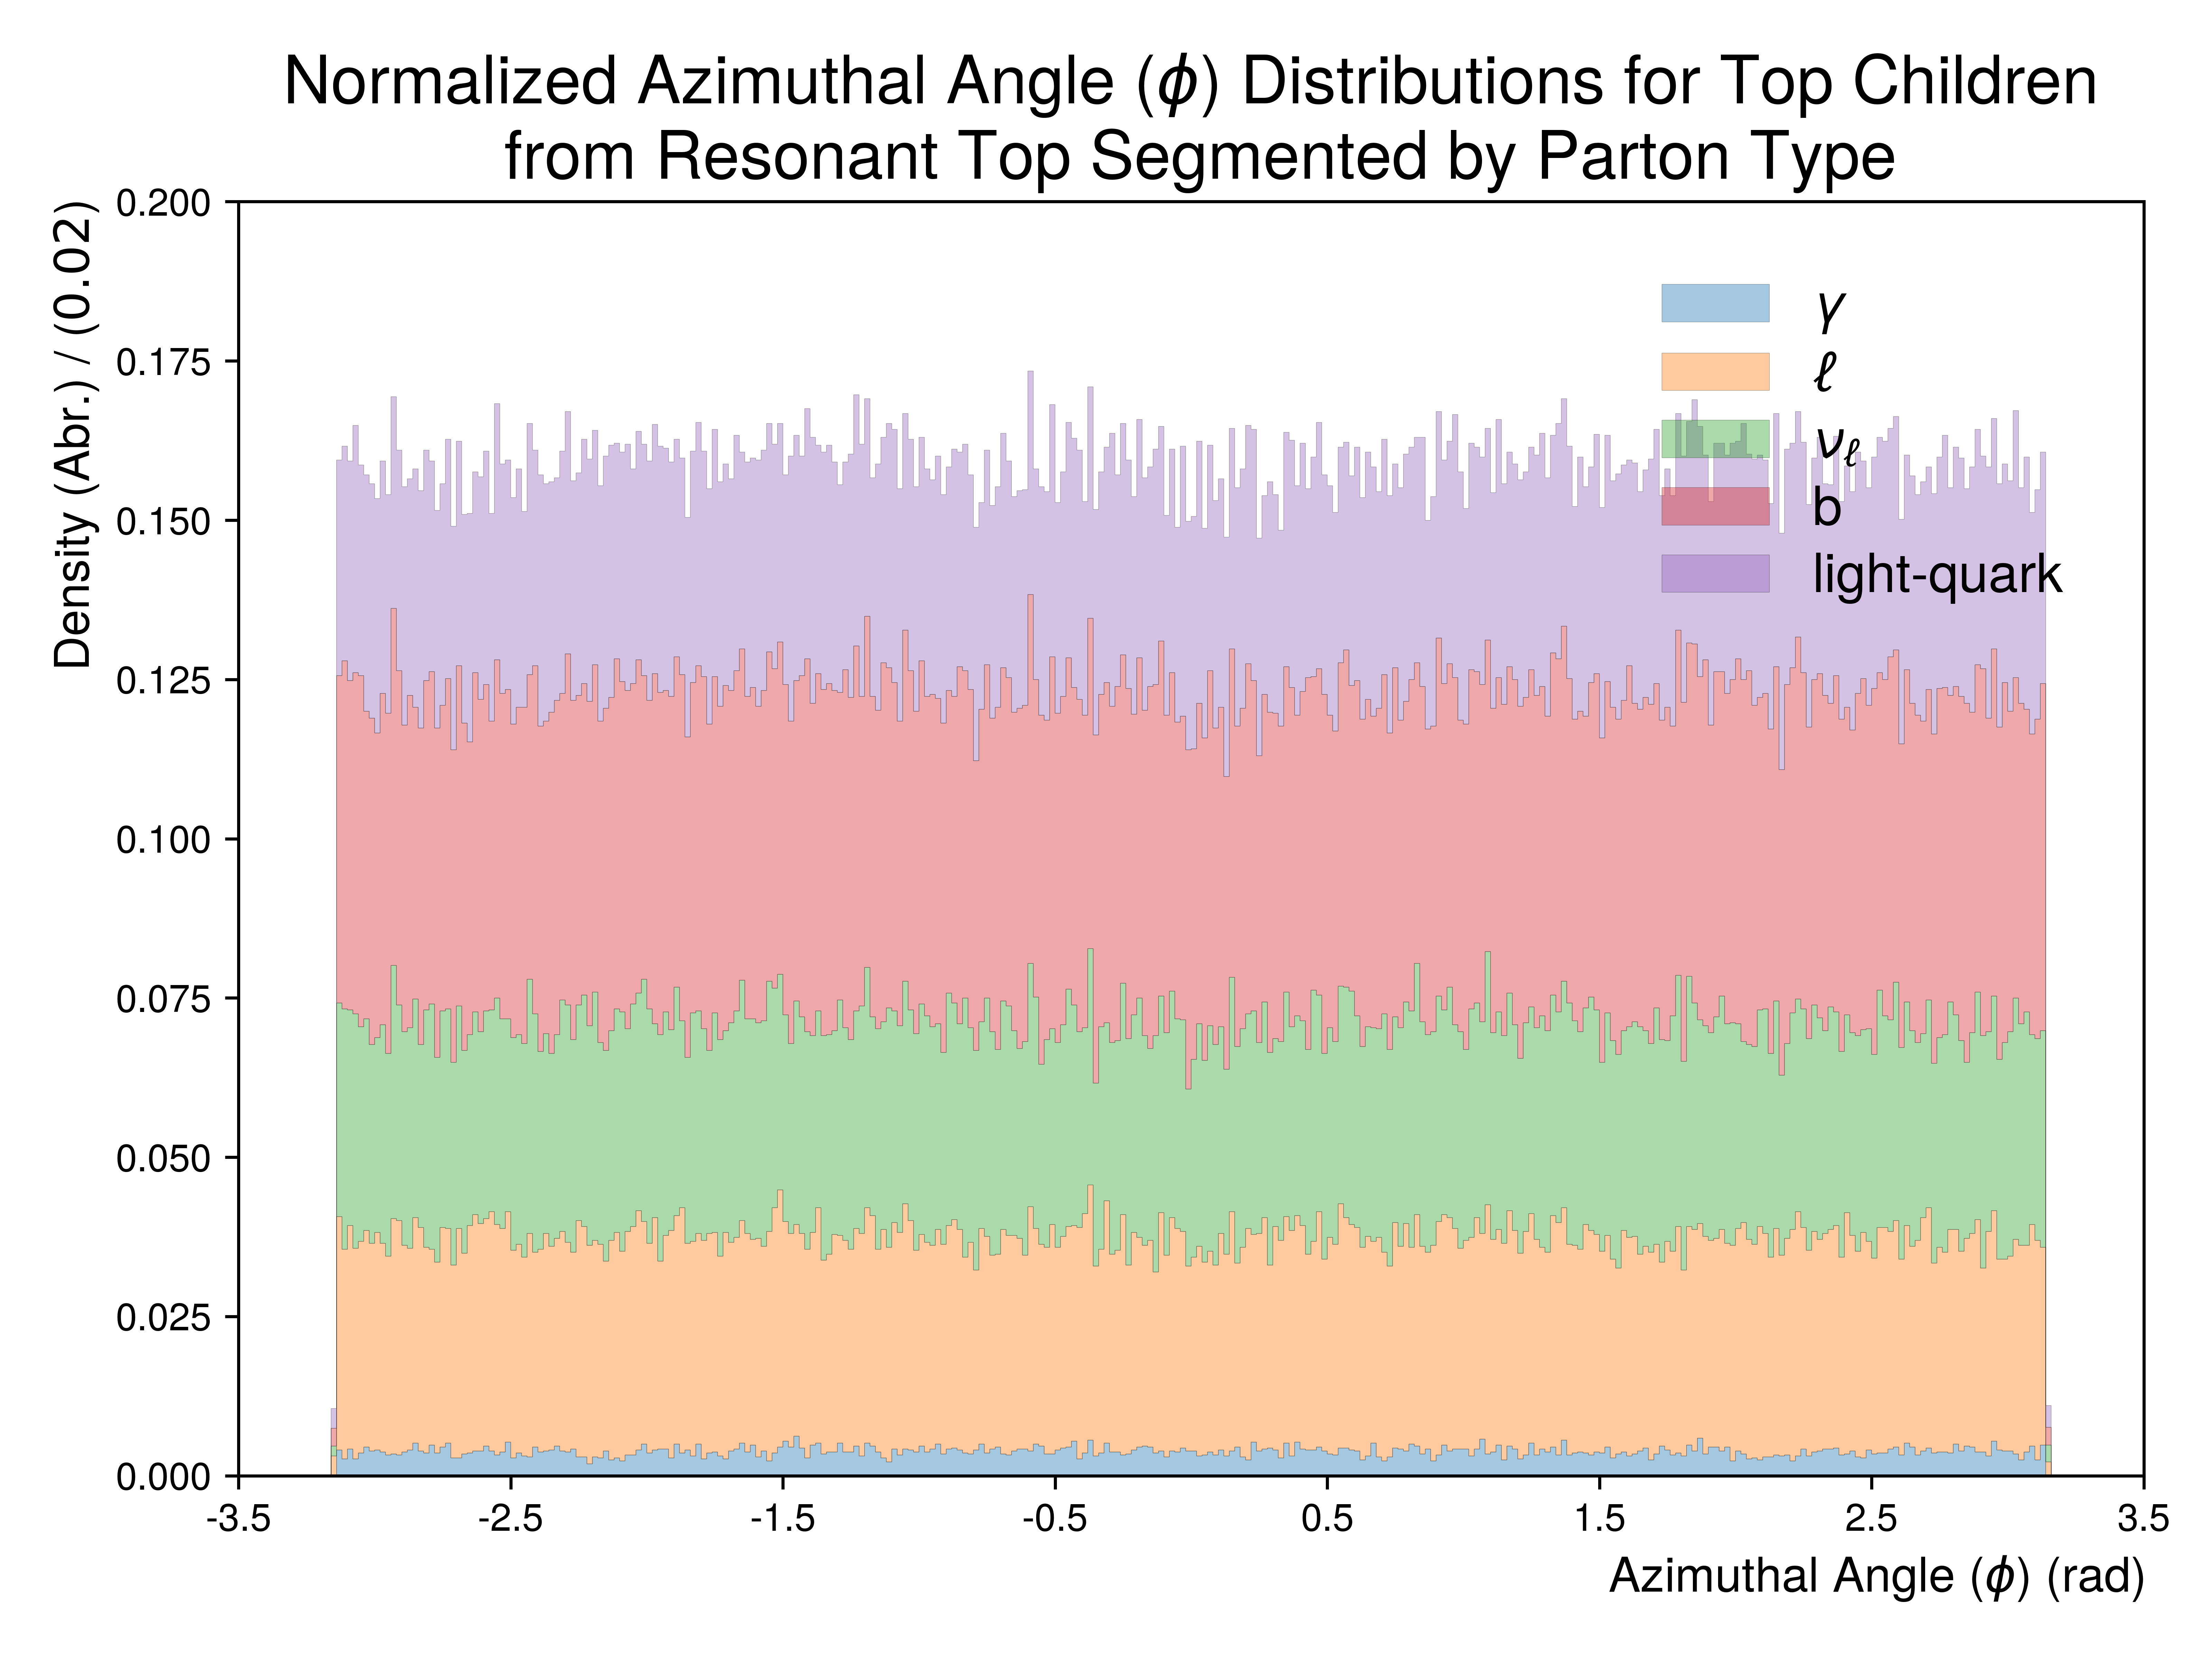 Normalized Azimuthal Angle (ϕ) Distributions for Top Children
from Resonant Top Segmented by Parton Type
Density (Abr.) / (0.02)
0.200
0.175
0.150
0.125
0.100
0.075
0.050
0.025
0.000
γ
ℓ
νℓ
b
light-quark
-3.5
-2.5
-1.5
-0.5
0.5
1.5
2.5
3.5
Azimuthal Angle (ϕ) (rad)